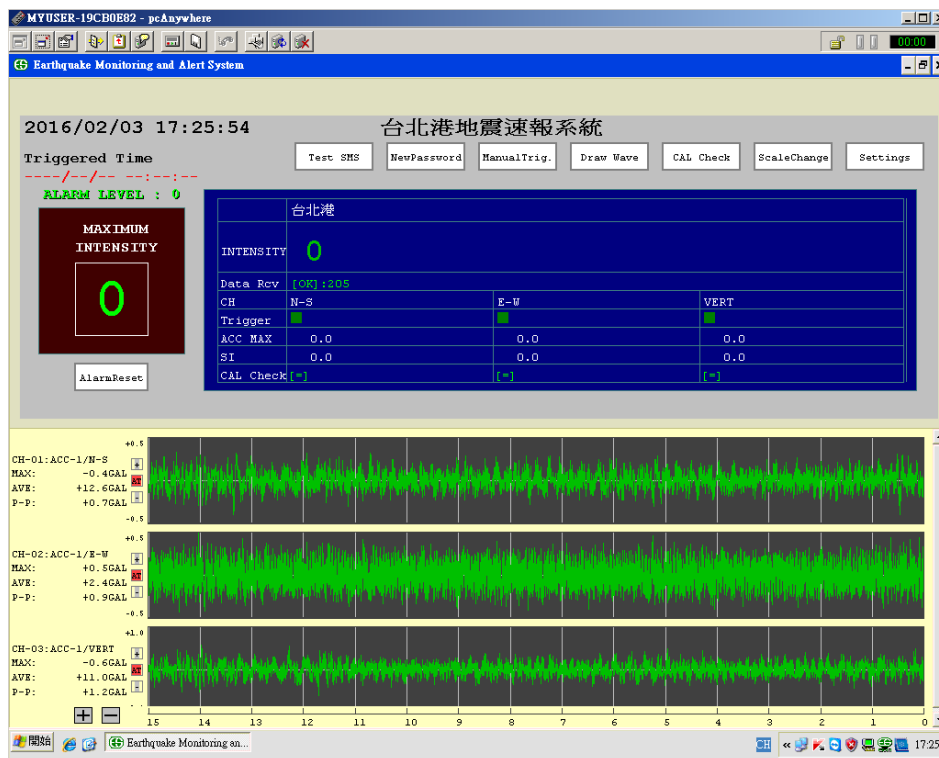 MYUSER-19CB0E82 - pcAnywhere
00:00
Earthquake Monitoring and Alert System
2016/02/03 17:25:54
台北港地震速報系統
Triggered Time
----/--/-- --:--:--
Test SMS
NewPassword
ManualTrig.
Draw Wave
CAL Check
ScaleChange
Settings
ALARM LEVEL : 0
MAXIMUM
INTENSITY
0
AlarmReset
台北港
INTENSITY 0
Data Rcv [OK]:205
CH N-S E-W VERT
Trigger
ACC MAX 0.0 0.0 0.0
SI 0.0 0.0 0.0
CAL Check [=] [=] [=]
+0.5
CH-01:ACC-1/N-S
MAX: -0.4GAL
AVE: +12.6GAL
P-P: +0.7GAL
AT
-0.5
+0.5
CH-02:ACC-1/E-W
MAX: +0.5GAL
AVE: +2.4GAL
P-P: +0.9GAL
AT
-0.5
+1.0
CH-03:ACC-1/VERT
MAX: -0.6GAL
AVE: +11.0GAL
P-P: +1.2GAL
AT
15 14 13 12 11 10 9 8 7 6 5 4 3 2 1 0
開始
Earthquake Monitoring an...
CH
17:25